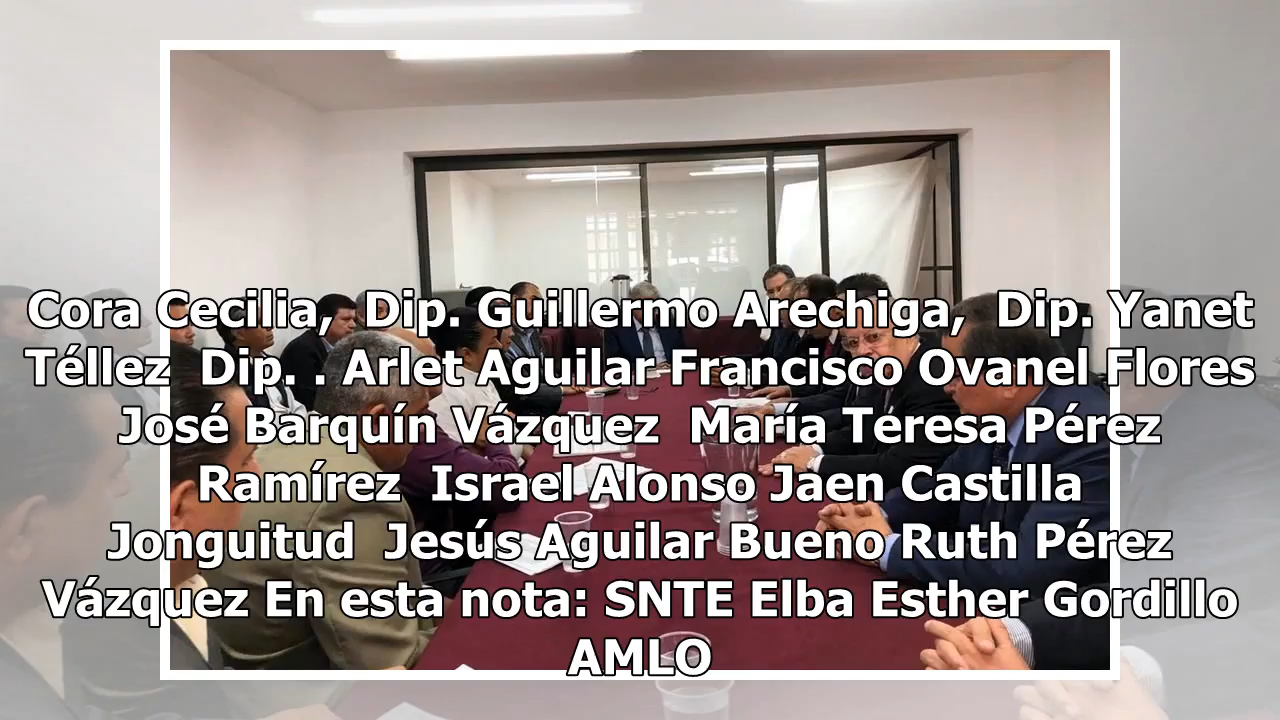 Cora Cecilia,  Dip. Guillermo Arechiga,  Dip. Yanet
Téllez  Dip. . Arlet Aguilar Francisco Ovanel Flores
José Barquín Vázquez  María Teresa Pérez
Ramírez  Israel Alonso Jaen Castilla
Jonguitud  Jesús Aguilar Bueno Ruth Pérez
Vázquez En esta nota: SNTE Elba Esther Gordillo
AMLO